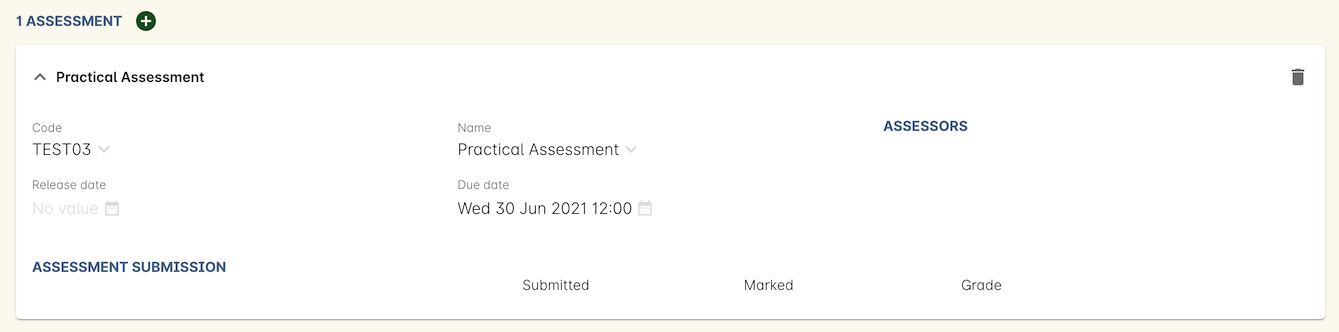 1 ASSESSMENT
Practical Assessment
Code
TEST03
Name
Practical Assessment
ASSESSORS
Release date
No value
Due date
Wed 30 Jun 2021 12:00
ASSESSMENT SUBMISSION
Submitted Marked Grade